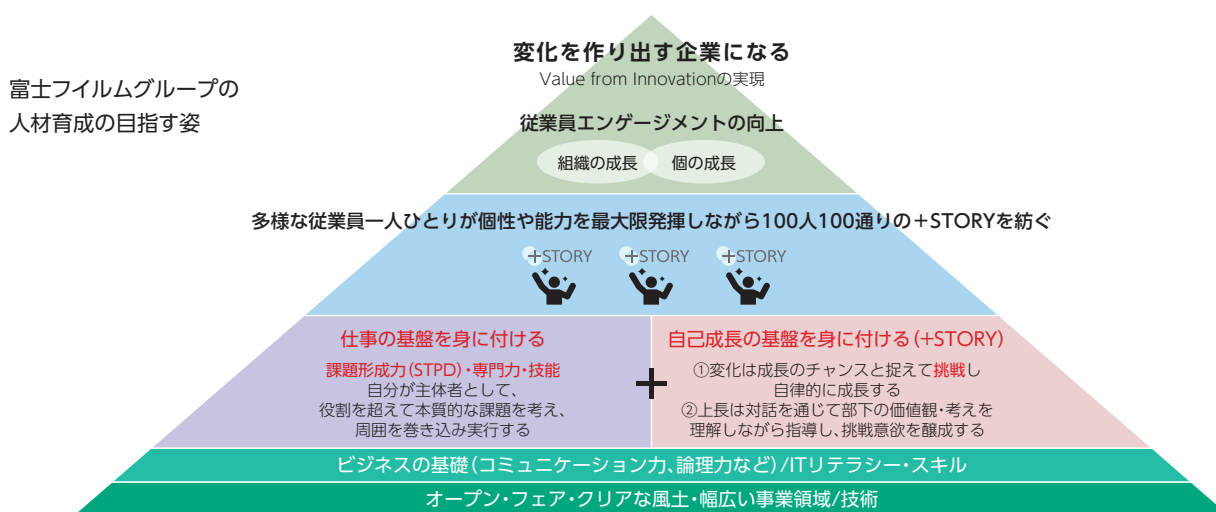 富士フイルムグループの
人材育成の目指す姿
変化を作り出す企業になる
Value from Innovationの実現
従業員エンゲージメントの向上
組織の成長 個の成長
多様な従業員一人ひとりが個性や能力を最大限発揮しながら100人100通りの+STORYを紡ぐ
+STORY +STORY +STORY
仕事の基盤を身に付ける
課題形成力(STPD)・専門力・技能
自分が主体者として、
役割を超えて本質的な課題を考え、
周囲を巻き込み実行する
+
自己成長の基盤を身に付ける(+STORY)
①変化は成長のチャンスと捉えて挑戦し
自律的に成長する
②上長は対話を通じて部下の価値観・考えを
理解しながら指導し、挑戦意欲を醸成する
ビジネスの基礎(コミュニケーション力、論理力など)/ITリテラシー・スキル
オープン・フェア・クリアな風土・幅広い事業領域/技術